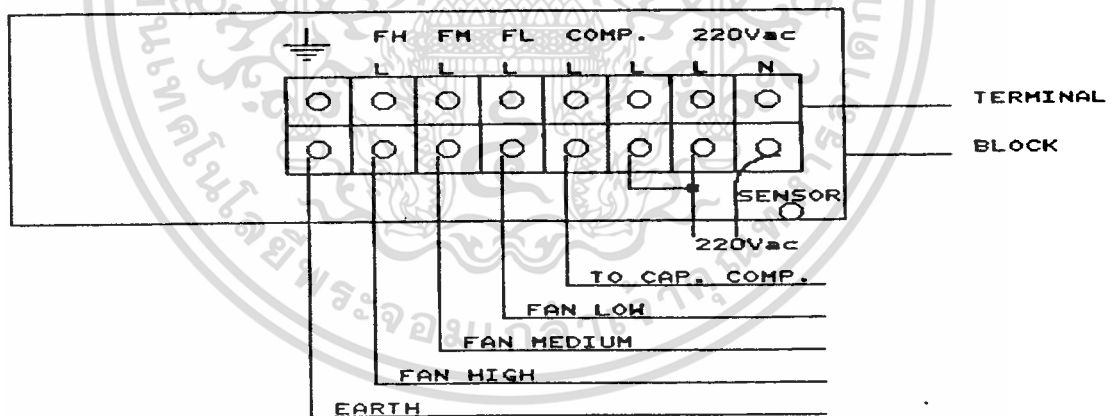 FH FM FL COMP. 220Vac
L L L L L L N
TERMINAL
BLOCK
SENSOR
220Vac
TO CAP. COMP.
FAN LOW
FAN MEDIUM
FAN HIGH
EARTH